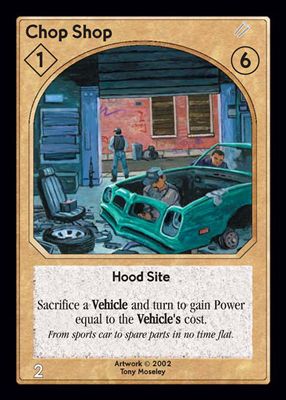 Chop Shop
1
6
Hood Site
Sacrifice a Vehicle and turn to gain Power
equal to the Vehicle's cost.
From sports car to spare parts in no time flat.
2
Artwork © 2002
Tony Moseley